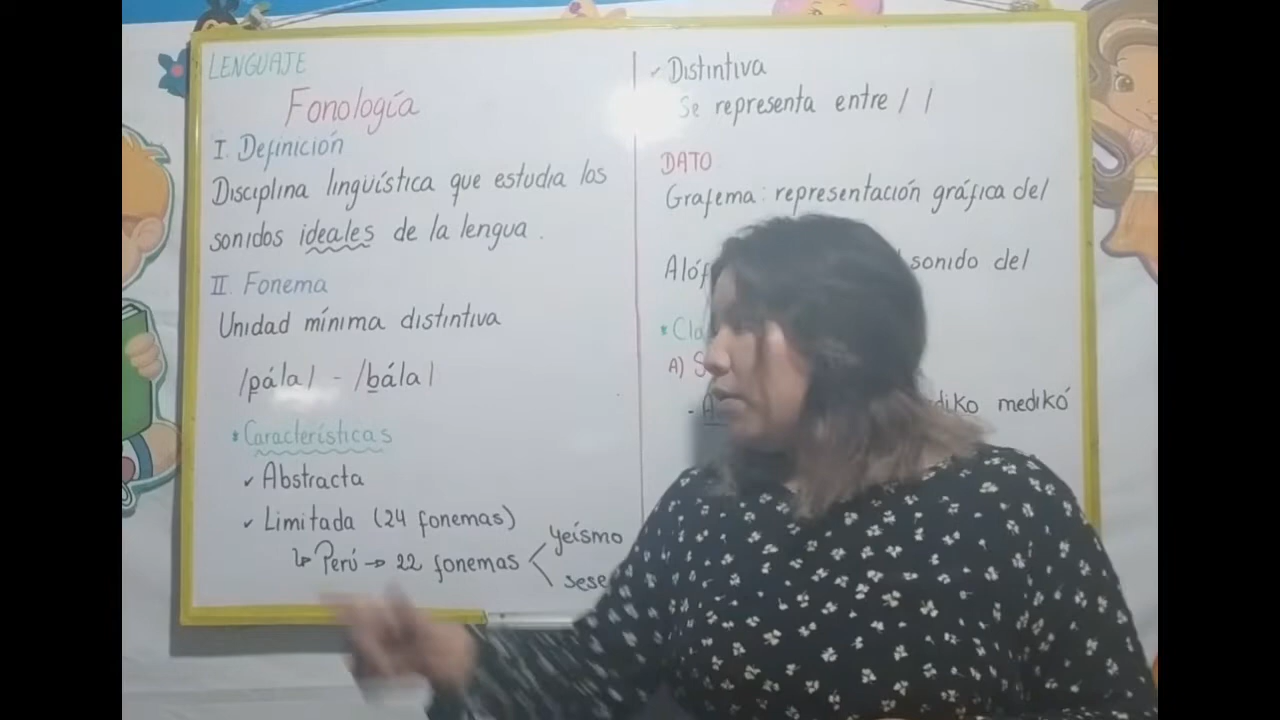 LENGUAJE
Fonología
I. Definición
Disciplina lingüística que estudia los
sonidos ideales de la lengua.
II. Fonema
Unidad mínima distintiva
/pála/ - /bála/
* Características
✓ Abstracta
✓ Limitada (24 fonemas)
↳ Perú → 22 fonemas < yeísmo
✓ Distintiva
Se representa entre / /
DATO
Grafema: representación gráfica del
sonido del
A)
medikó